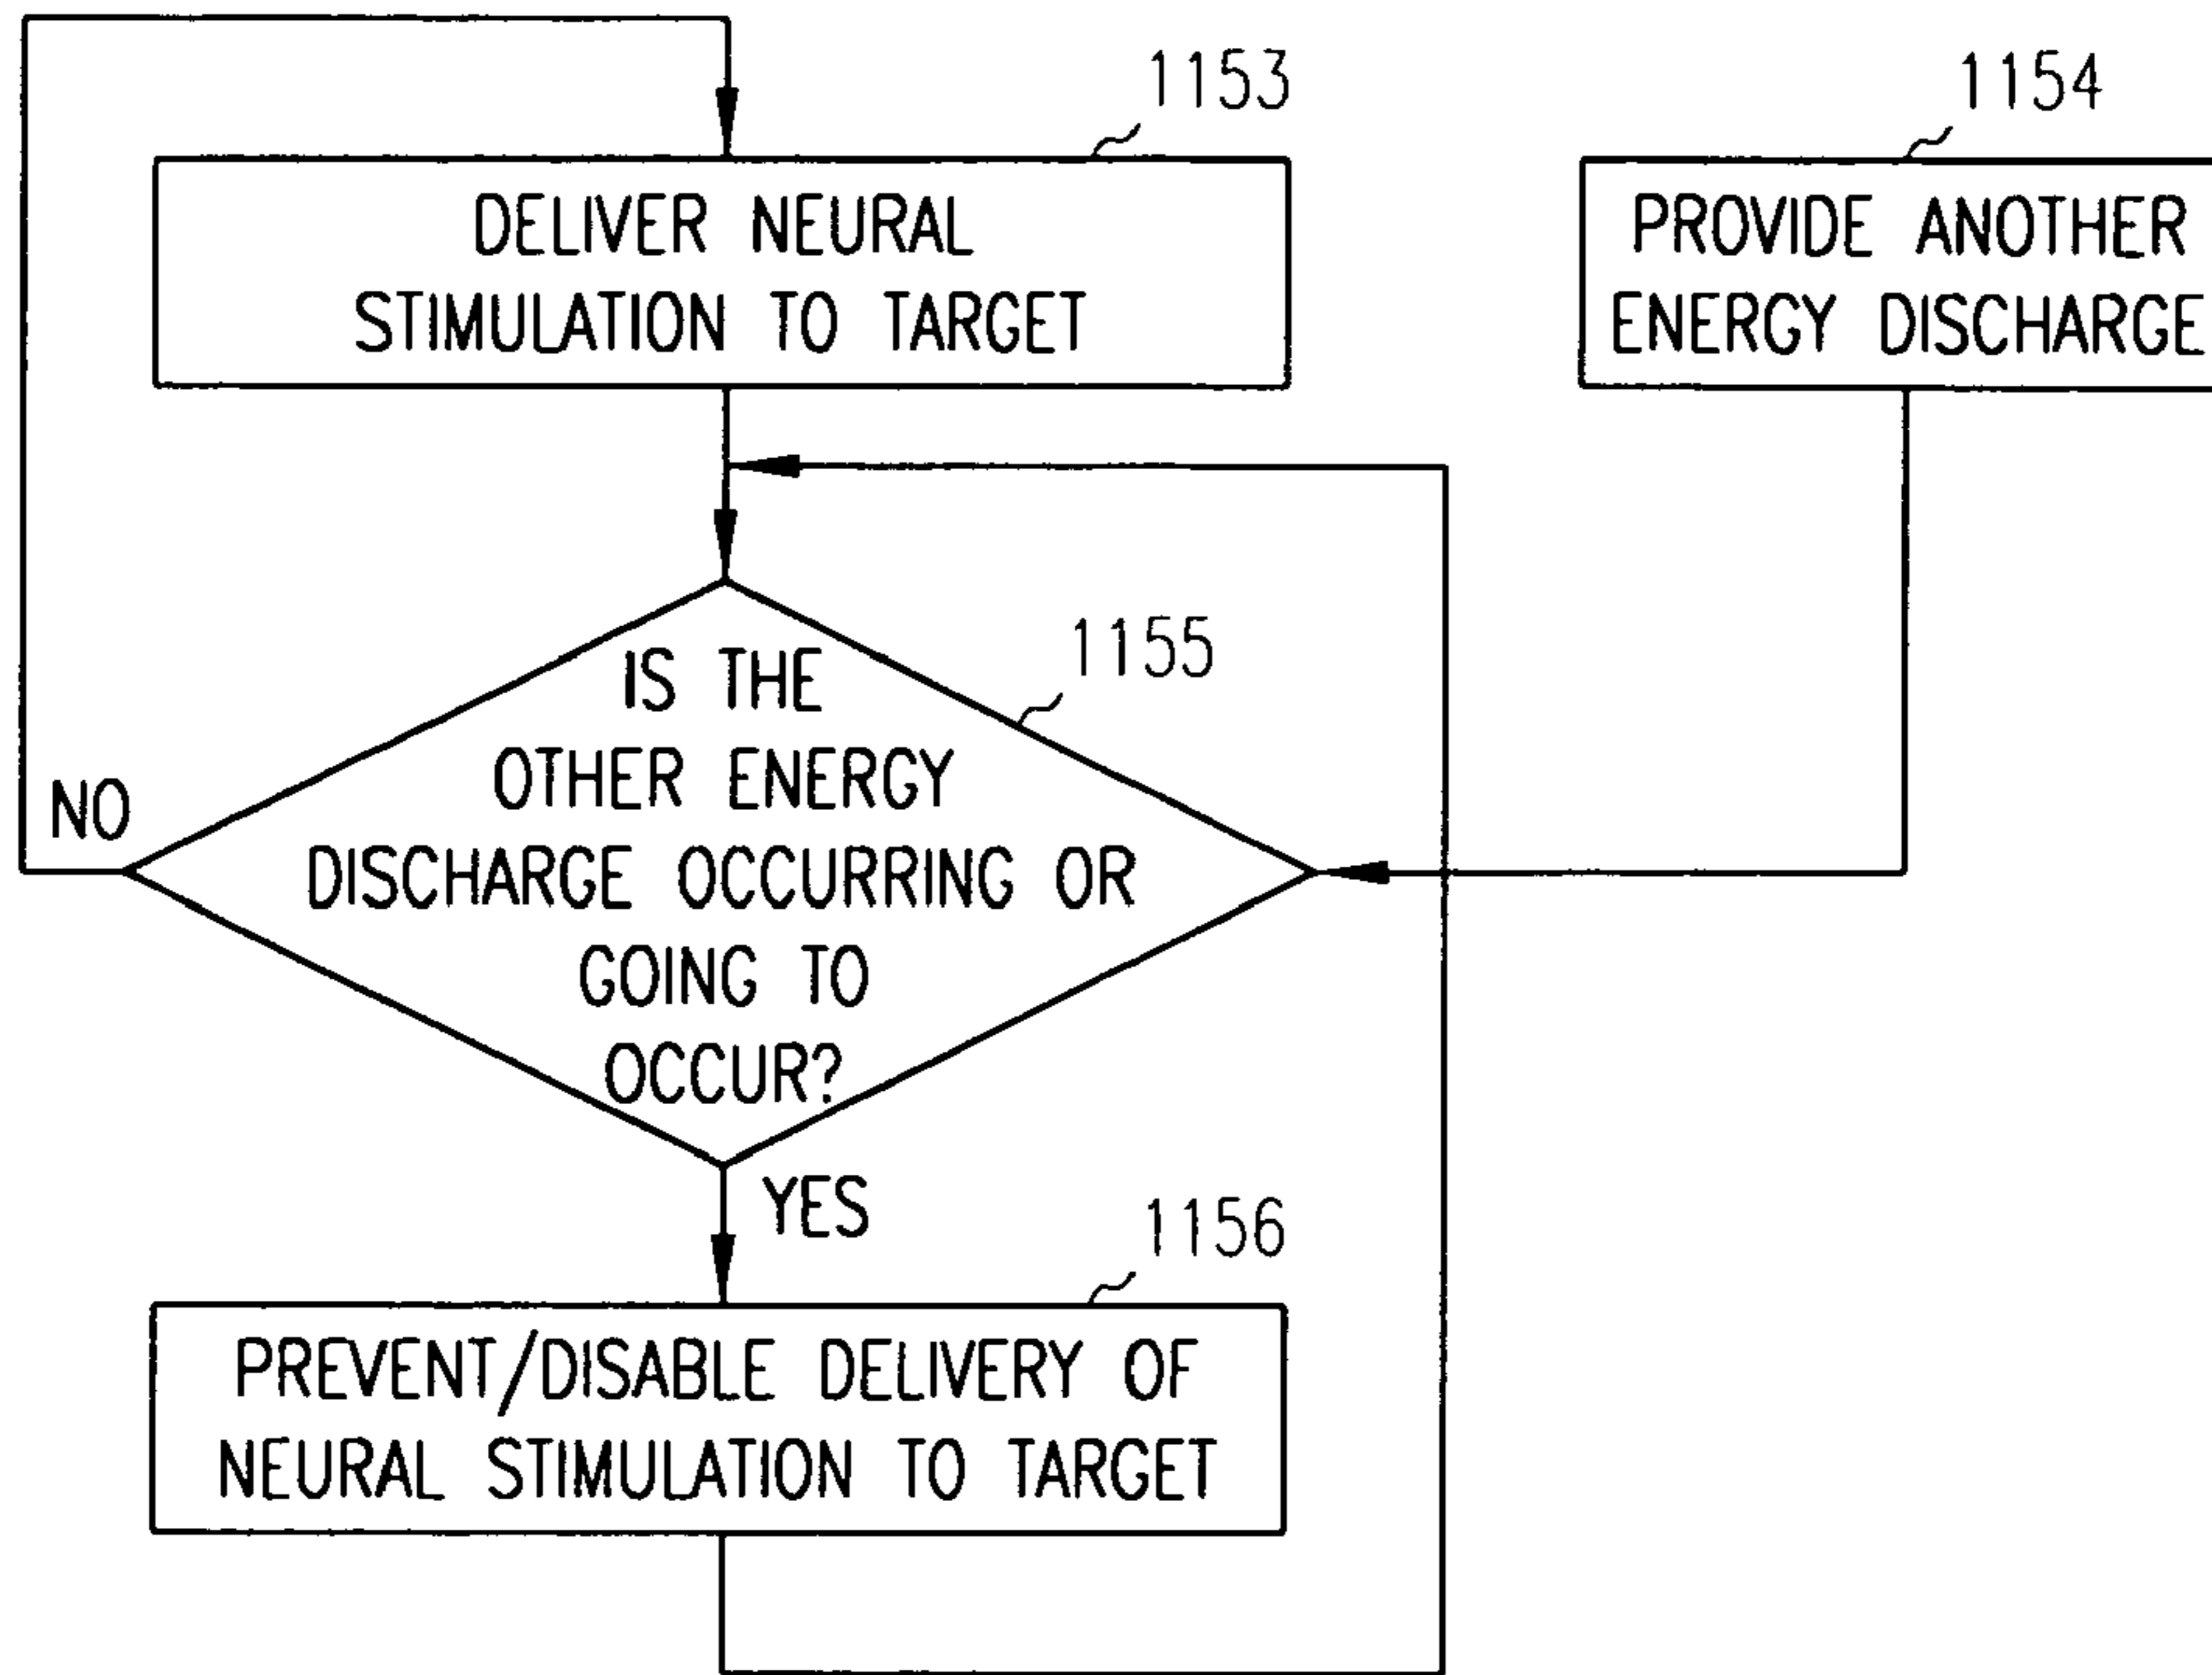 1153
DELIVER NEURAL
STIMULATION TO TARGET
1154
PROVIDE ANOTHER
ENERGY DISCHARGE
1155
IS THE
OTHER ENERGY
DISCHARGE OCCURRING OR
GOING TO
OCCUR?
NO
YES
1156
PREVENT/DISABLE DELIVERY OF
NEURAL STIMULATION TO TARGET